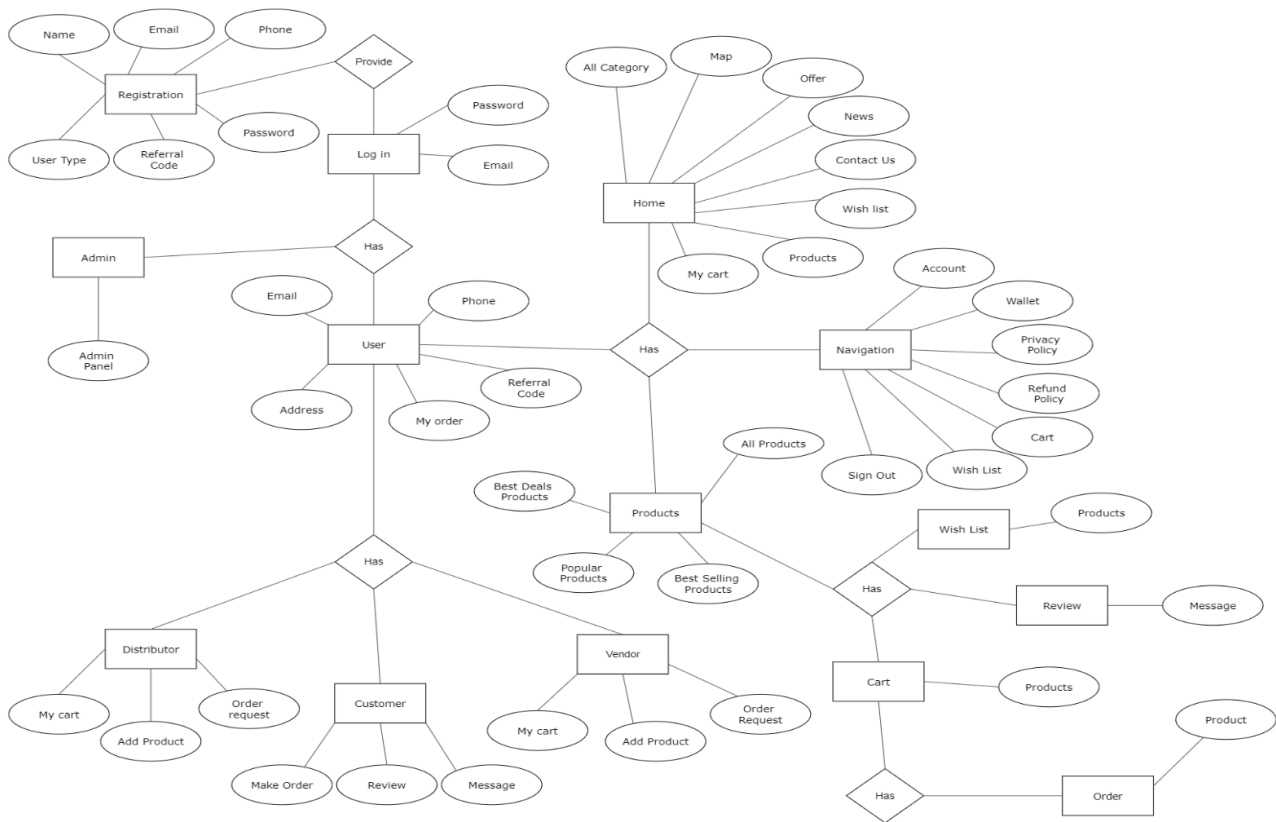 Name
Email
Phone
Provide
Registration
User Type
Referral
Code
Password
Log in
Password
Email
All Category
Map
Offer
News
Contact Us
Wish list
Home
My cart
Products
Admin
Has
Admin
Panel
Email
Phone
User
Address
My order
Referral
Code
Has
Navigation
Account
Wallet
Privacy
Policy
Refund
Policy
Cart
Wish List
Sign Out
All Products
Best Deals
Products
Products
Popular
Products
Best Selling
Products
Wish List
Products
Has
Review
Message
Cart
Products
Has
Order
Product
Has
Distributor
My cart
Add Product
Order
request
Customer
Make Order
Review
Message
Vendor
My cart
Add Product
Order
Request